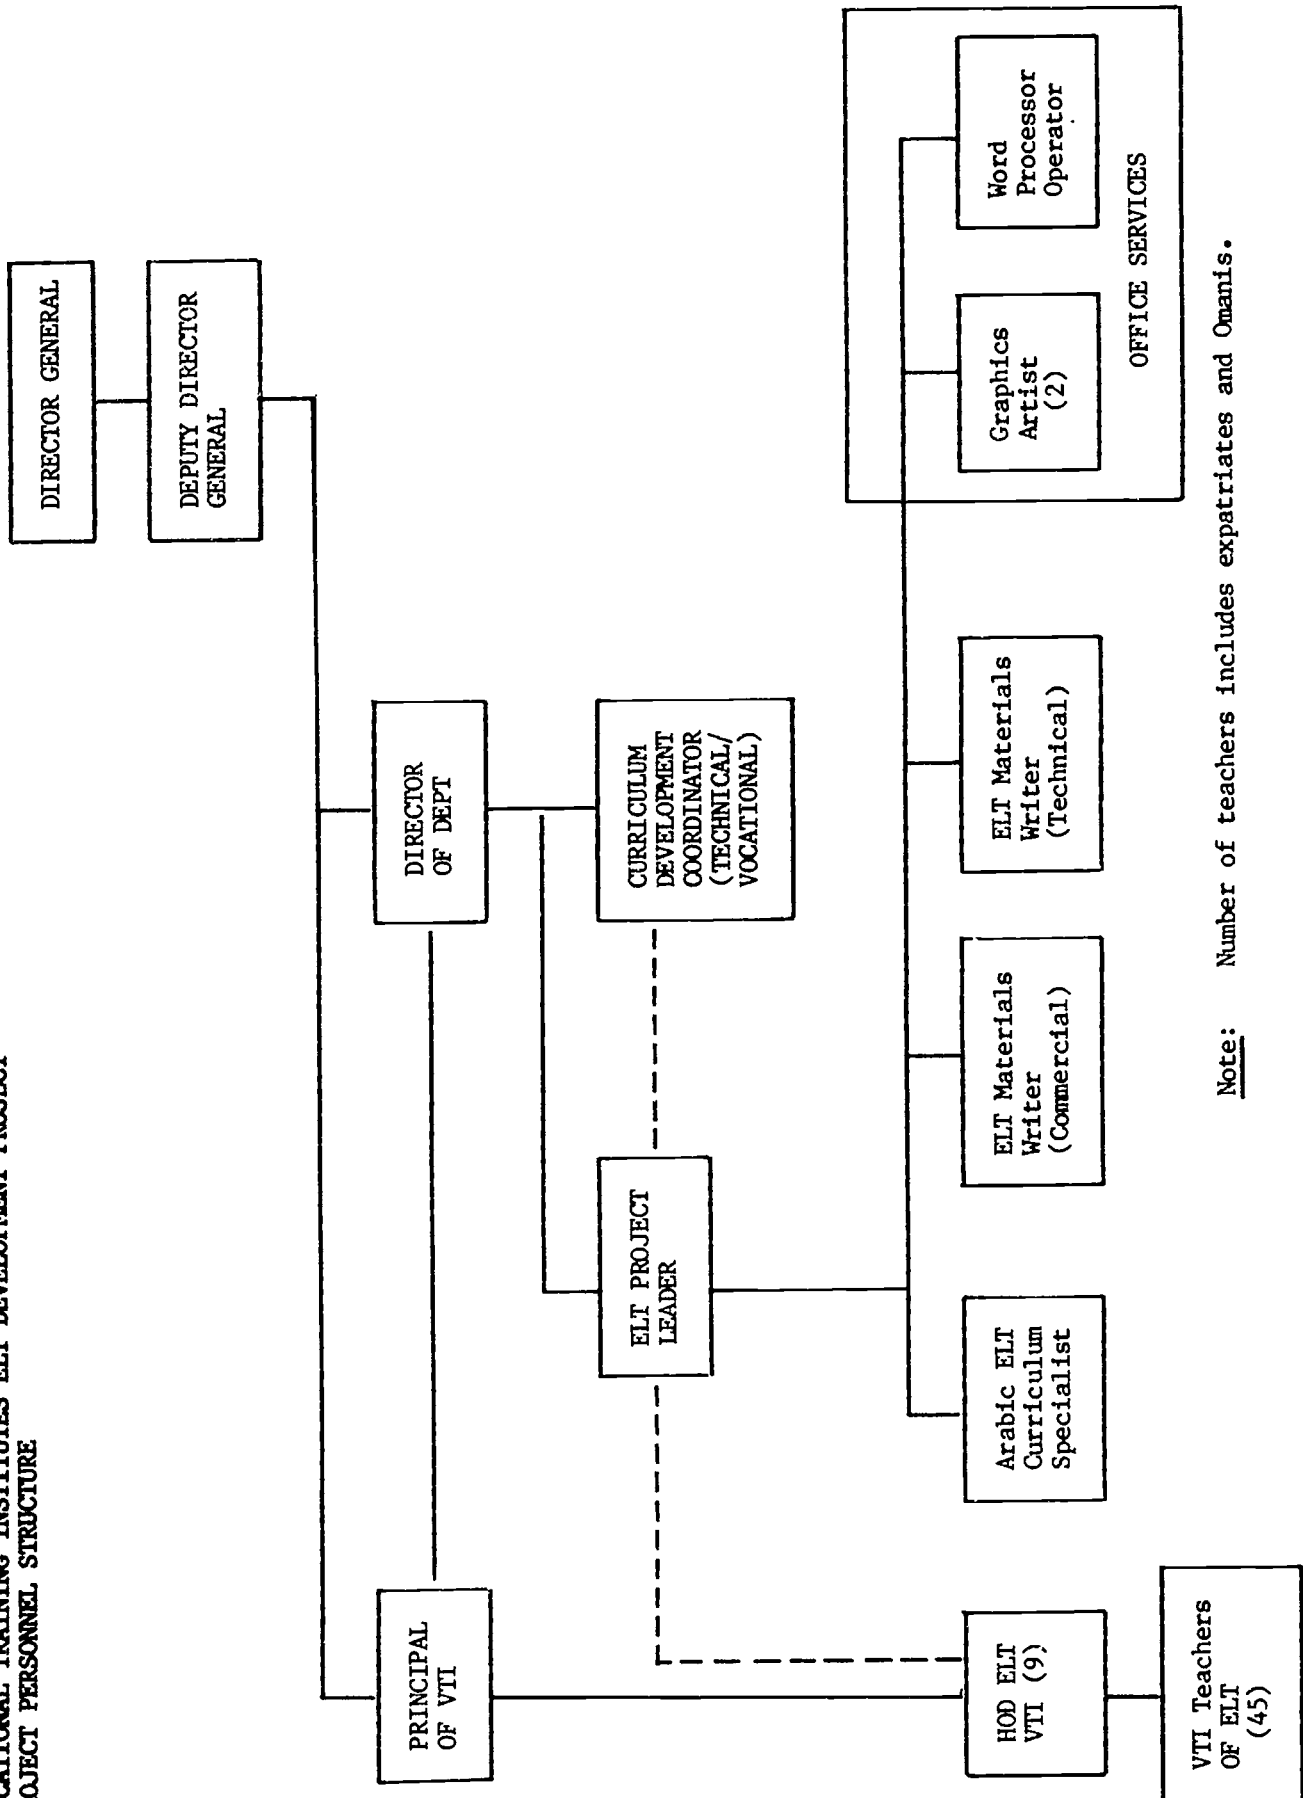 CATIONAL TRAINING INSTITUTES ELT DEVELOPMENT PROJECT
OJECT PERSONNEL STRUCTURE
DIRECTOR GENERAL
DEPUTY DIRECTOR
GENERAL
PRINCIPAL
OF VTI
DIRECTOR
OF DEPT
ELT PROJECT
LEADER
CURRICULUM
DEVELOPMENT
COORDINATOR
(TECHNICAL/
VOCATIONAL)
HOD ELT
VTI (9)
Arabic ELT
Curriculum
Specialist
ELT Materials
Writer
(Commercial)
ELT Materials
Writer
(Technical)
Graphics
Artist
(2)
Word
Processor
Operator
OFFICE SERVICES
VTI Teachers
OF ELT
(45)
Note: Number of teachers includes expatriates and Omanis.